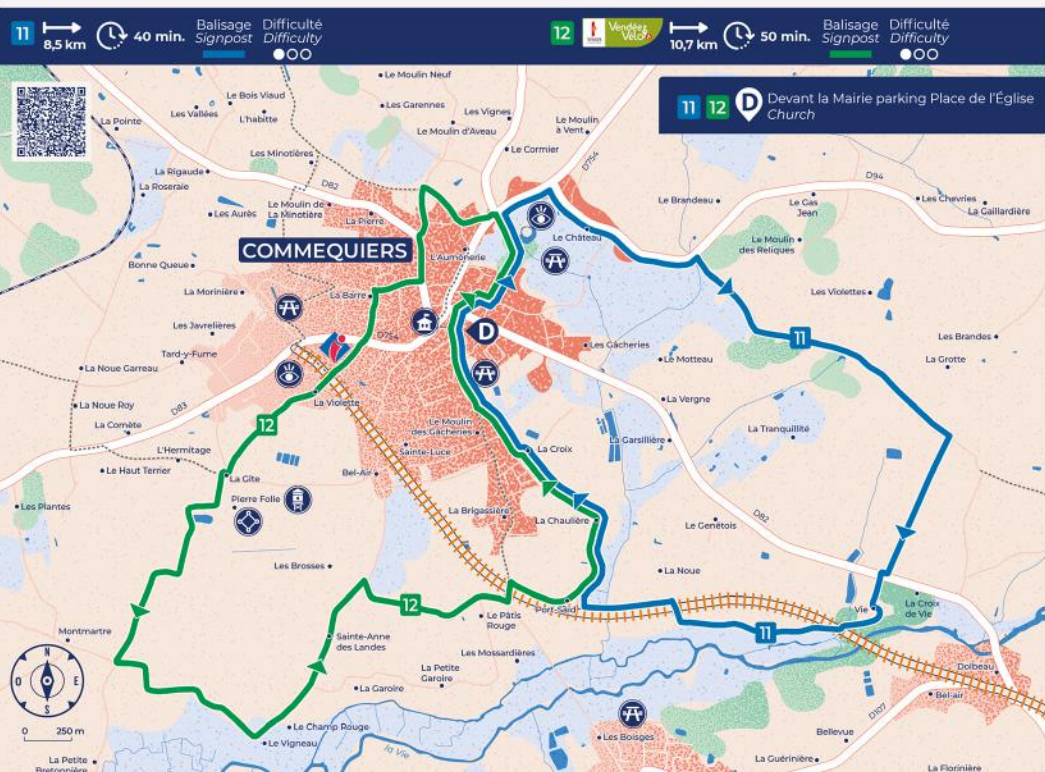 11
8,5 km
40 min.
Balisage
Signpost
Difficulté
Difficulty
12
Vendée
Vélo
10,7 km
50 min.
Balisage
Signpost
Difficulté
Difficulty
11 12 D Devant la Mairie parking Place de l'Église
Church
Le Moulin Neuf
Le Bois Viaud
Les Vallées
L'habitte
La Pointe
Les Garennes
Les Vignes
Le Moulin d'Aveau
Le Moulin
à Vent
Le Cormier
D754
Les Minotières
La Rigaude
La Roseraie
D82
D94
Le Moulin de
La Minotière
La Pierre
Les Aurès
Le Brandeau
Le Gas
Jean
Les Chevries
La Gaillardière
COMMEQUIERS
L'Aumônerie
Le Château
Le Moulin
des Reliques
Bonne Queue
La Morinière
La Barre
Les Violettes
Les Javrelières
D754
D
11
Les Brandes
Tard-y-Fume
Les Gâcheries
Le Motteau
La Grotte
La Noue Garreau
La Violette
La Vergne
La Noue Roy
D83
12
La Comète
Le Moulin
des Gâcheries
La Tranquillité
L'Hermitage
Sainte-Luce
La Croix
La Garsillière
Le Haut Terrier
La Gîte
Bel-Air
Les Plantes
Pierre Folle
La Brigassière
La Chaulière
Le Genêtois
D82
Les Brosses
La Noue
12
Port-Saïd
Vie
La Croix
de Vie
Le Pâtis
Rouge
11
Montmartre
Sainte-Anne
des Landes
N
O E
S
Les Mossardières
La Petite
Garoire
Dolbeau
La Garoire
Bel-air
D107
0 250 m
Le Champ Rouge
Le Vigneau
la Vie
Les Boisges
Bellevue
La Petite
Bretonnière
La Guérinière
La Florinière